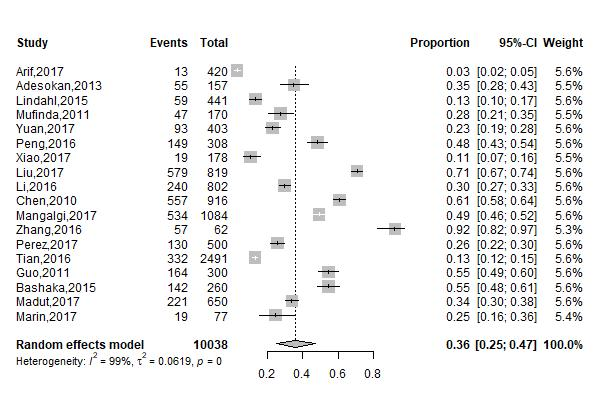 Study Events Total Proportion 95%-CI Weight
Arif,2017 13 420 0.03 [0.02; 0.05] 5.6%
Adesokan,2013 55 157 0.35 [0.28; 0.43] 5.5%
Lindahl,2015 59 441 0.13 [0.10; 0.17] 5.6%
Mufinda,2011 47 170 0.28 [0.21; 0.35] 5.5%
Yuan,2017 93 403 0.23 [0.19; 0.28] 5.6%
Peng,2016 149 308 0.48 [0.43; 0.54] 5.5%
Xiao,2017 19 178 0.11 [0.07; 0.16] 5.5%
Liu,2017 579 819 0.71 [0.67; 0.74] 5.6%
Li,2016 240 802 0.30 [0.27; 0.33] 5.6%
Chen,2010 557 916 0.61 [0.58; 0.64] 5.6%
Mangalgi,2017 534 1084 0.49 [0.46; 0.52] 5.6%
Zhang,2016 57 62 0.92 [0.82; 0.97] 5.3%
Perez,2017 130 500 0.26 [0.22; 0.30] 5.6%
Tian,2016 332 2491 0.13 [0.12; 0.15] 5.6%
Guo,2011 164 300 0.55 [0.49; 0.60] 5.6%
Bashaka,2015 142 260 0.55 [0.48; 0.61] 5.6%
Madut,2017 221 650 0.34 [0.30; 0.38] 5.6%
Marin,2017 19 77 0.25 [0.16; 0.36] 5.4%
Random effects model 10038 0.36 [0.25; 0.47] 100.0%
Heterogeneity: I² = 99%, τ² = 0.0619, p = 0
0.2 0.4 0.6 0.8